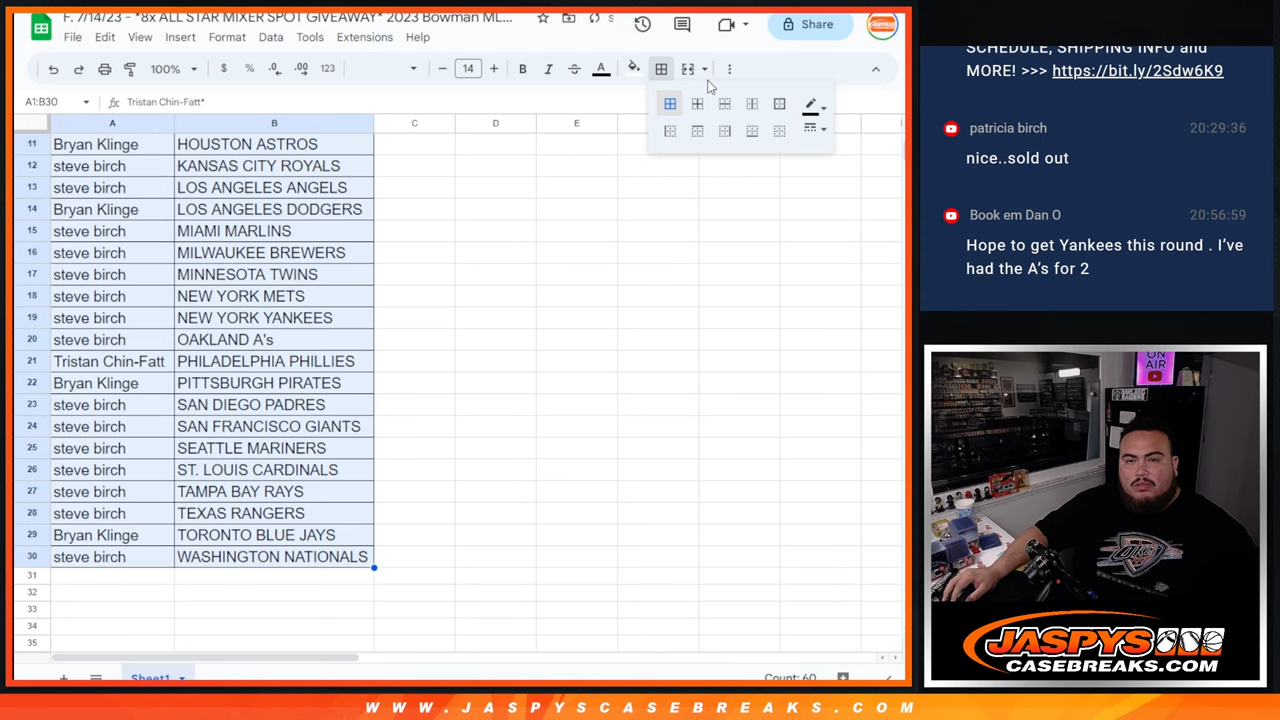 F. 7/14/23 - *8x ALL STAR MIXER SPOT GIVEAWAY* 2023 Bowman ML...
File Edit View Insert Format Data Tools Extensions Help
Share
100% $ % .0 .00 123 14 B I A
A1:B30 Tristan Chin-Fatt*
A B C D E
11 Bryan Klinge HOUSTON ASTROS
12 steve birch KANSAS CITY ROYALS
13 steve birch LOS ANGELES ANGELS
14 Bryan Klinge LOS ANGELES DODGERS
15 steve birch MIAMI MARLINS
16 steve birch MILWAUKEE BREWERS
17 steve birch MINNESOTA TWINS
18 steve birch NEW YORK METS
19 steve birch NEW YORK YANKEES
20 steve birch OAKLAND A's
21 Tristan Chin-Fatt PHILADELPHIA PHILLIES
22 Bryan Klinge PITTSBURGH PIRATES
23 steve birch SAN DIEGO PADRES
24 steve birch SAN FRANCISCO GIANTS
25 steve birch SEATTLE MARINERS
26 steve birch ST. LOUIS CARDINALS
27 steve birch TAMPA BAY RAYS
28 steve birch TEXAS RANGERS
29 Bryan Klinge TORONTO BLUE JAYS
30 steve birch WASHINGTON NATIONALS
31
32
33
34
35
Sheet1
Count: 60
SCHEDULE, SHIPPING INFO and
MORE! >>> https://bit.ly/2Sdw6K9
patricia birch 20:29:36
nice..sold out
Book em Dan O 20:56:59
Hope to get Yankees this round . I've
had the A's for 2
ON
AIR
OKC
JASPYS
CASEBREAKS.COM
WWW.JASPYSCASEBREAKS.COM